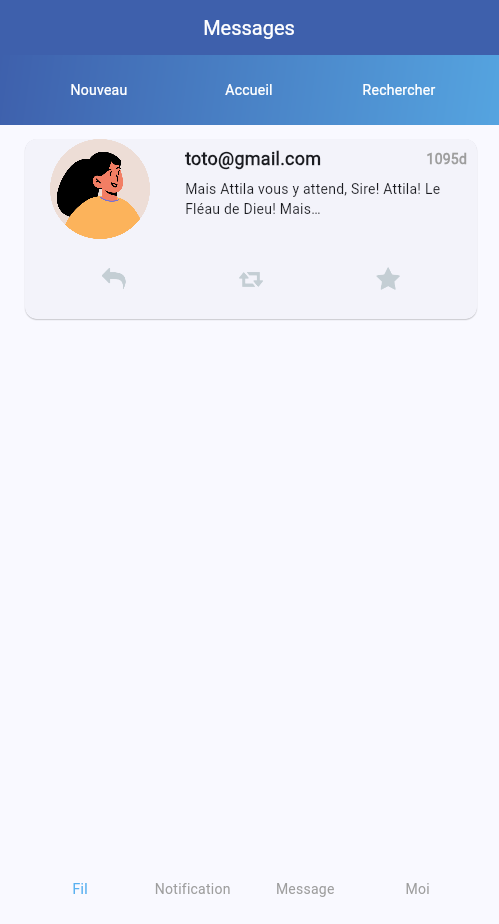 Messages
Nouveau Accueil Rechercher
toto@gmail.com 1095d
Mais Attila vous y attend, Sire! Attila! Le
Fléau de Dieu! Mais…
Fil Notification Message Moi